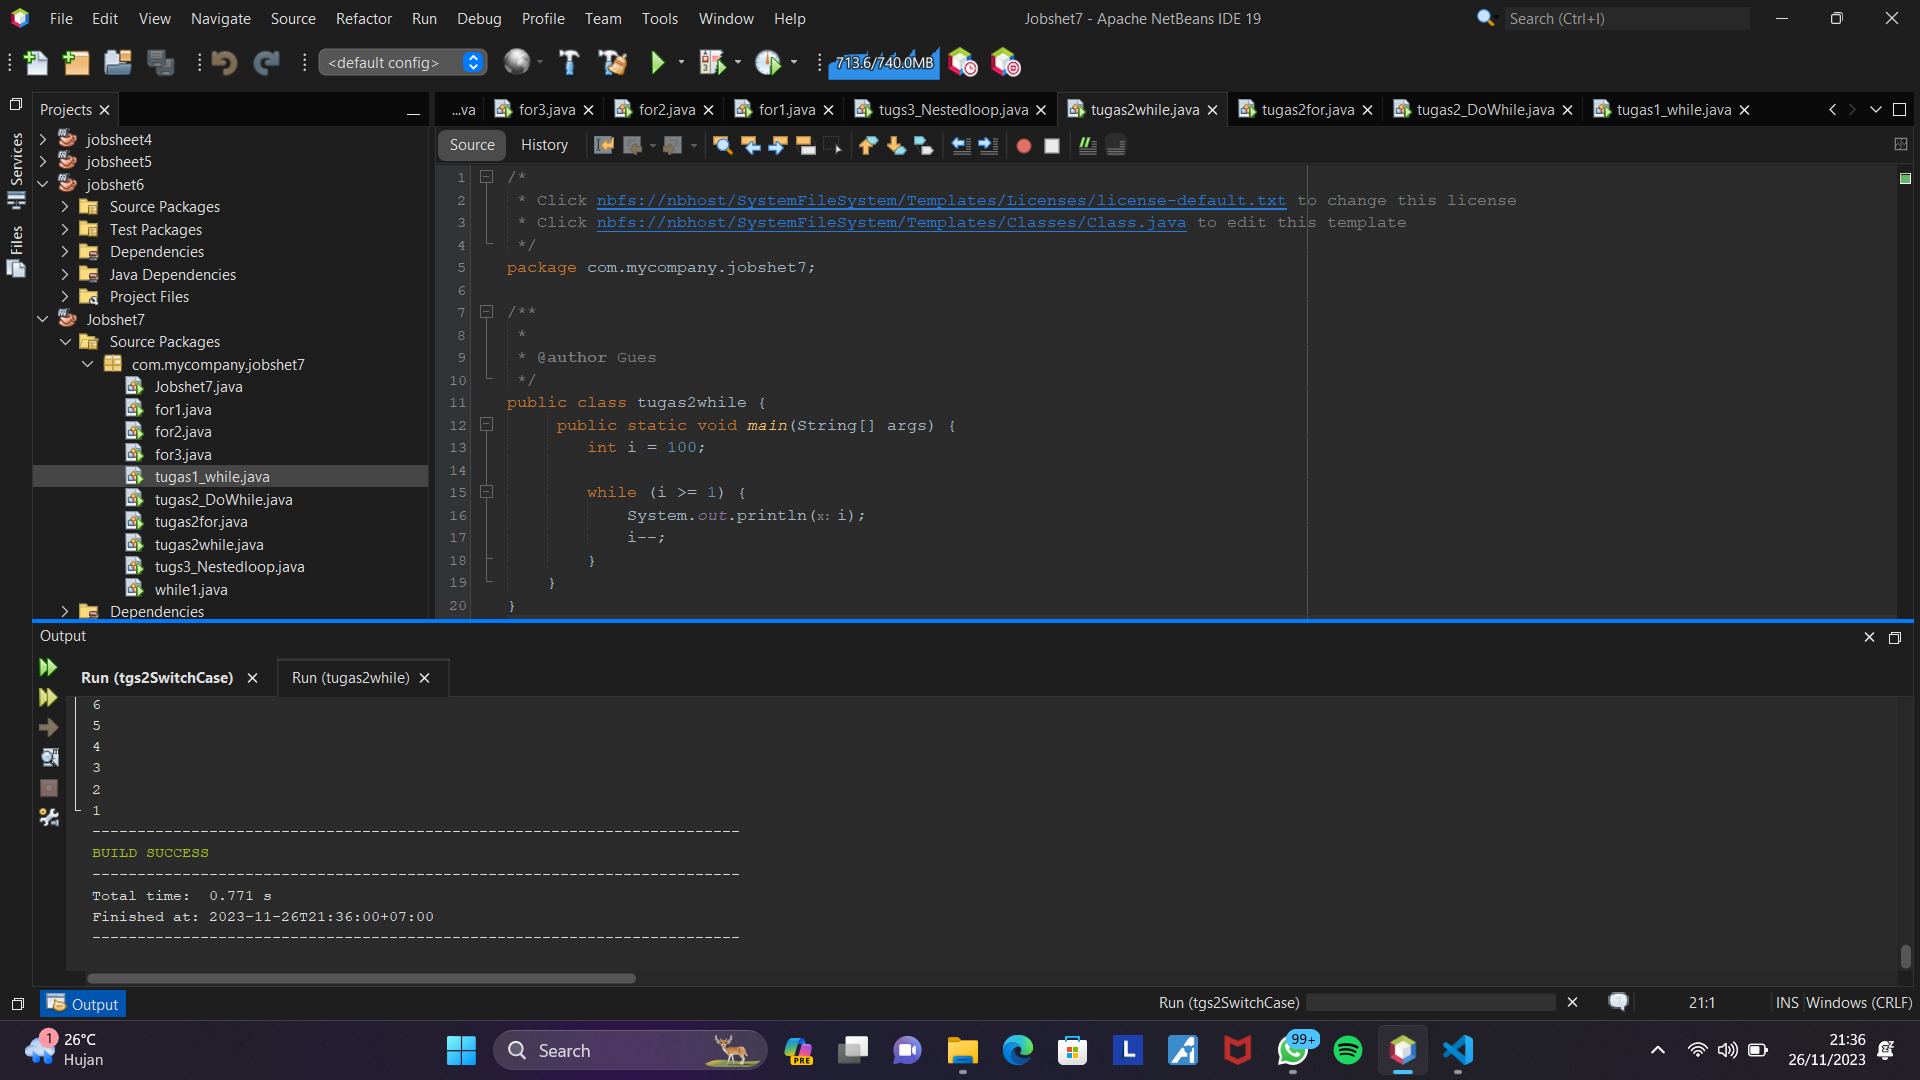 File Edit View Navigate Source Refactor Run Debug Profile Team Tools Window Help
Jobshet7 - Apache NetBeans IDE 19
Search (Ctrl+I)
<default config>
713.6/740.0MB
Projects
Services
Files
jobsheet4
jobsheet5
jobshet6
Source Packages
Test Packages
Dependencies
Java Dependencies
Project Files
Jobshet7
Source Packages
com.mycompany.jobshet7
Jobshet7.java
for1.java
for2.java
for3.java
tugas1_while.java
tugas2_DoWhile.java
tugas2for.java
tugas2while.java
tugs3_Nestedloop.java
while1.java
Dependencies
...va for3.java for2.java for1.java tugs3_Nestedloop.java tugas2while.java tugas2for.java tugas2_DoWhile.java tugas1_while.java
Source History
1 /*
2 * Click nbfs://nbhost/SystemFileSystem/Templates/Licenses/license-default.txt to change this license
3 * Click nbfs://nbhost/SystemFileSystem/Templates/Classes/Class.java to edit this template
4 */
5 package com.mycompany.jobshet7;
6
7 /**
8 *
9 * @author Gues
10 */
11 public class tugas2while {
12 public static void main(String[] args) {
13 int i = 100;
14
15 while (i >= 1) {
16 System.out.println(x: i);
17 i--;
18 }
19 }
20 }
Output
Run (tgs2SwitchCase) Run (tugas2while)
6
5
4
3
2
1
------------------------------------------------------------------------
BUILD SUCCESS
------------------------------------------------------------------------
Total time:  0.771 s
Finished at: 2023-11-26T21:36:00+07:00
------------------------------------------------------------------------
Output
Run (tgs2SwitchCase)
21:1
INS
Windows (CRLF)
1
26°C
Hujan
Search
PRE
L
99+
21:36
26/11/2023